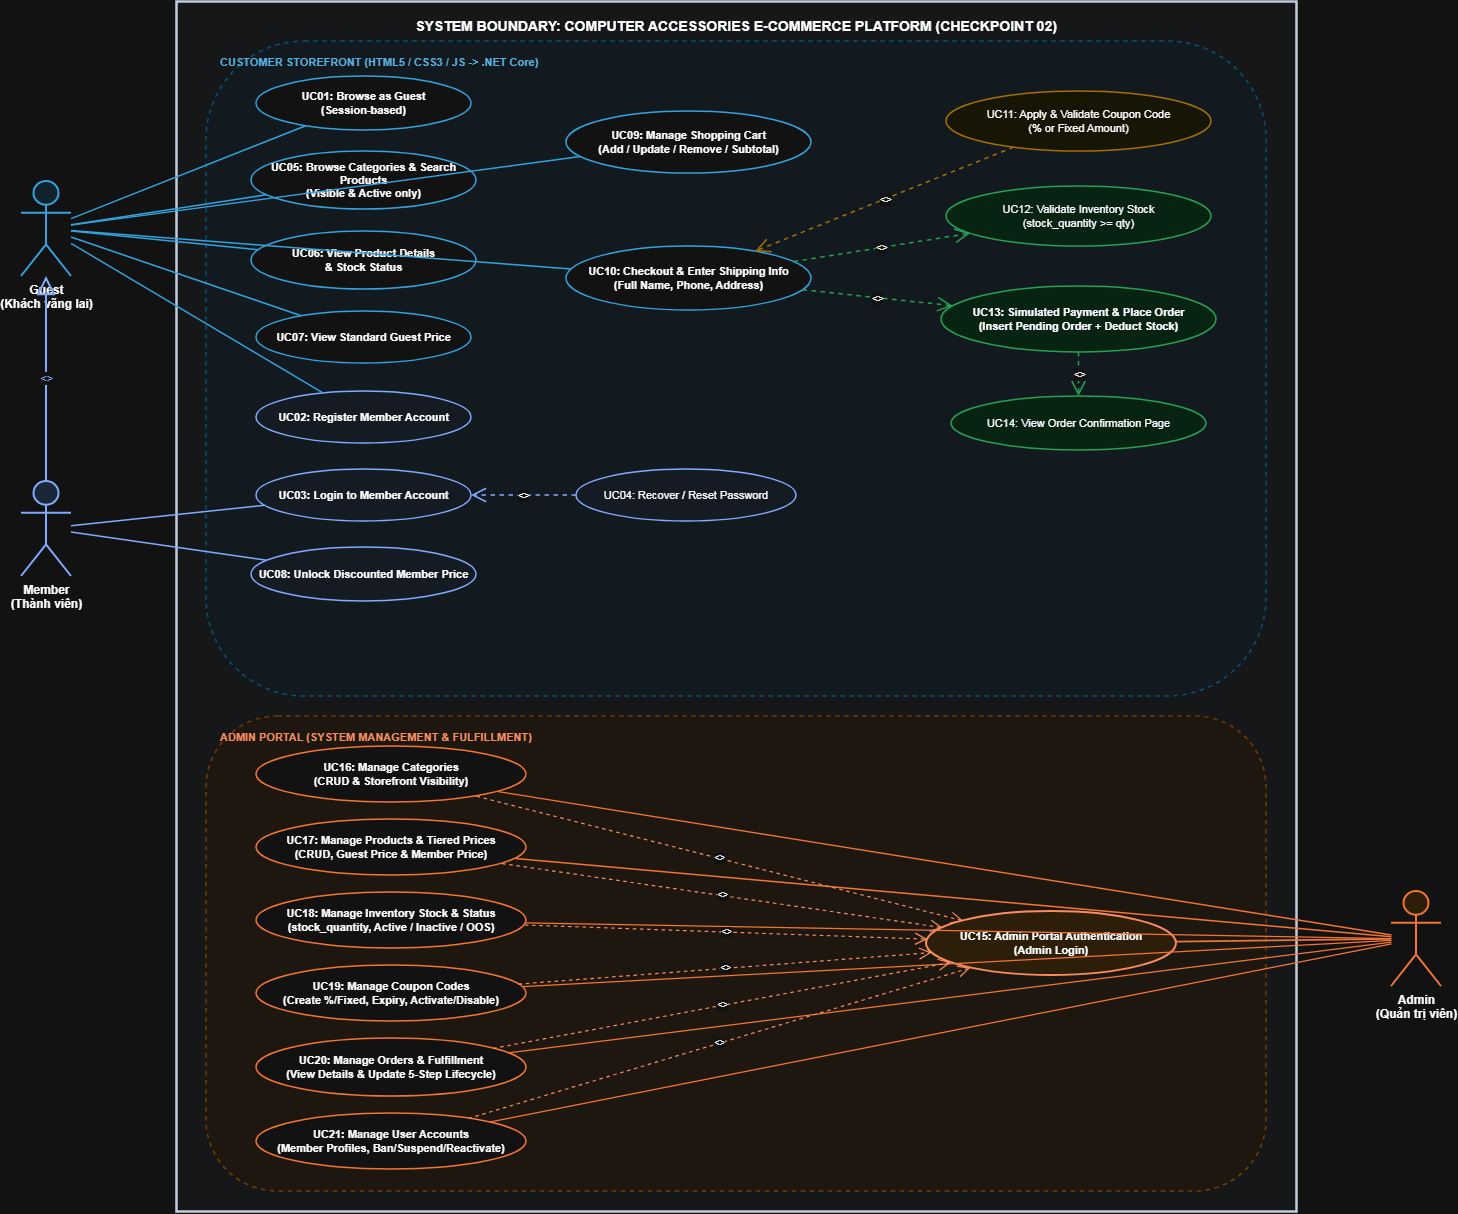 SYSTEM BOUNDARY: COMPUTER ACCESSORIES E-COMMERCE PLATFORM (CHECKPOINT 02)
CUSTOMER STOREFRONT (HTML5 / CSS3 / JS -> .NET Core)
UC01: Browse as Guest
(Session-based)
UC05: Browse Categories & Search
Products
(Visible & Active only)
UC06: View Product Details
& Stock Status
UC07: View Standard Guest Price
UC02: Register Member Account
UC03: Login to Member Account
UC08: Unlock Discounted Member Price
UC09: Manage Shopping Cart
(Add / Update / Remove / Subtotal)
UC10: Checkout & Enter Shipping Info
(Full Name, Phone, Address)
UC04: Recover / Reset Password
UC11: Apply & Validate Coupon Code
(% or Fixed Amount)
UC12: Validate Inventory Stock
(stock_quantity >= qty)
UC13: Simulated Payment & Place Order
(Insert Pending Order + Deduct Stock)
UC14: View Order Confirmation Page
<>
<>
<>
<>
<>
<>
Guest
(Khách vãng lai)
Member
(Thành viên)
ADMIN PORTAL (SYSTEM MANAGEMENT & FULFILLMENT)
UC16: Manage Categories
(CRUD & Storefront Visibility)
UC17: Manage Products & Tiered Prices
(CRUD, Guest Price & Member Price)
UC18: Manage Inventory Stock & Status
(stock_quantity, Active / Inactive / OOS)
UC19: Manage Coupon Codes
(Create %/Fixed, Expiry, Activate/Disable)
UC20: Manage Orders & Fulfillment
(View Details & Update 5-Step Lifecycle)
UC21: Manage User Accounts
(Member Profiles, Ban/Suspend/Reactivate)
<>
<>
<>
<>
<>
<>
UC15: Admin Portal Authentication
(Admin Login)
Admin
(Quản trị viên)